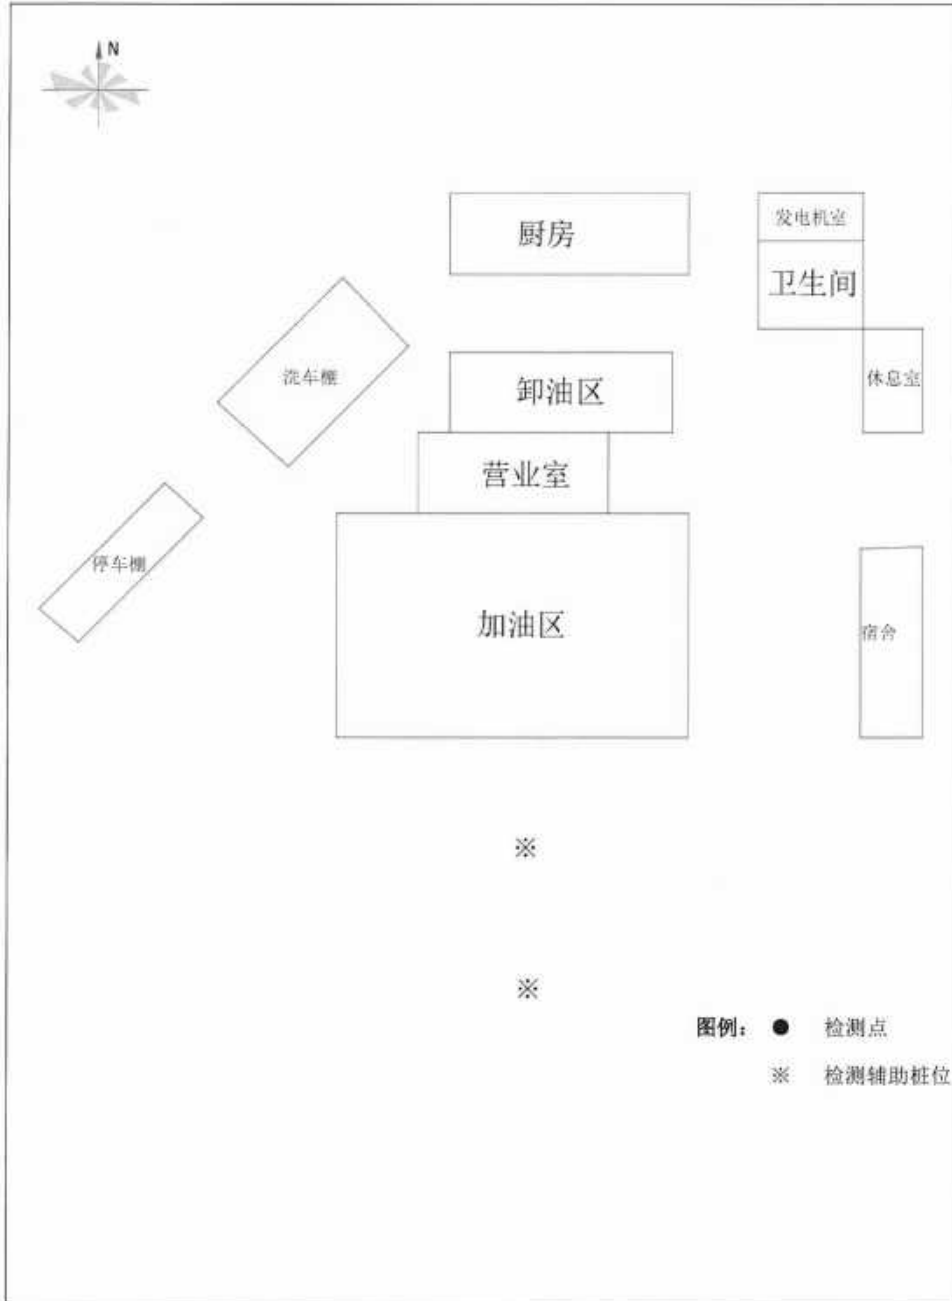 N
厨房
发电机室
卫生间
洗车棚
卸油区
休息室
营业室
停车棚
加油区
宿舍
※
※
图例： ● 检测点
※ 检测辅助桩位